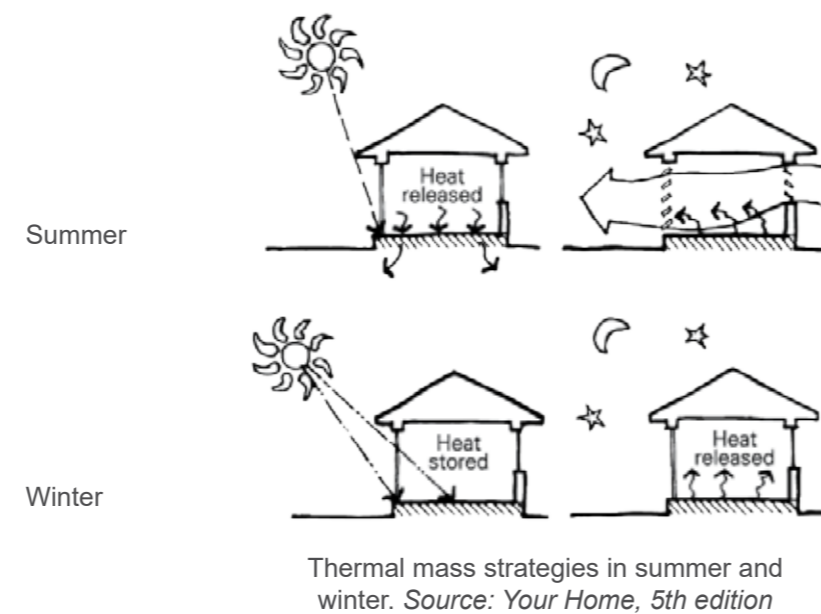 Heat
released
Summer
Heat
stored
Heat
released
Winter
Thermal mass strategies in summer and
winter. Source: Your Home, 5th edition